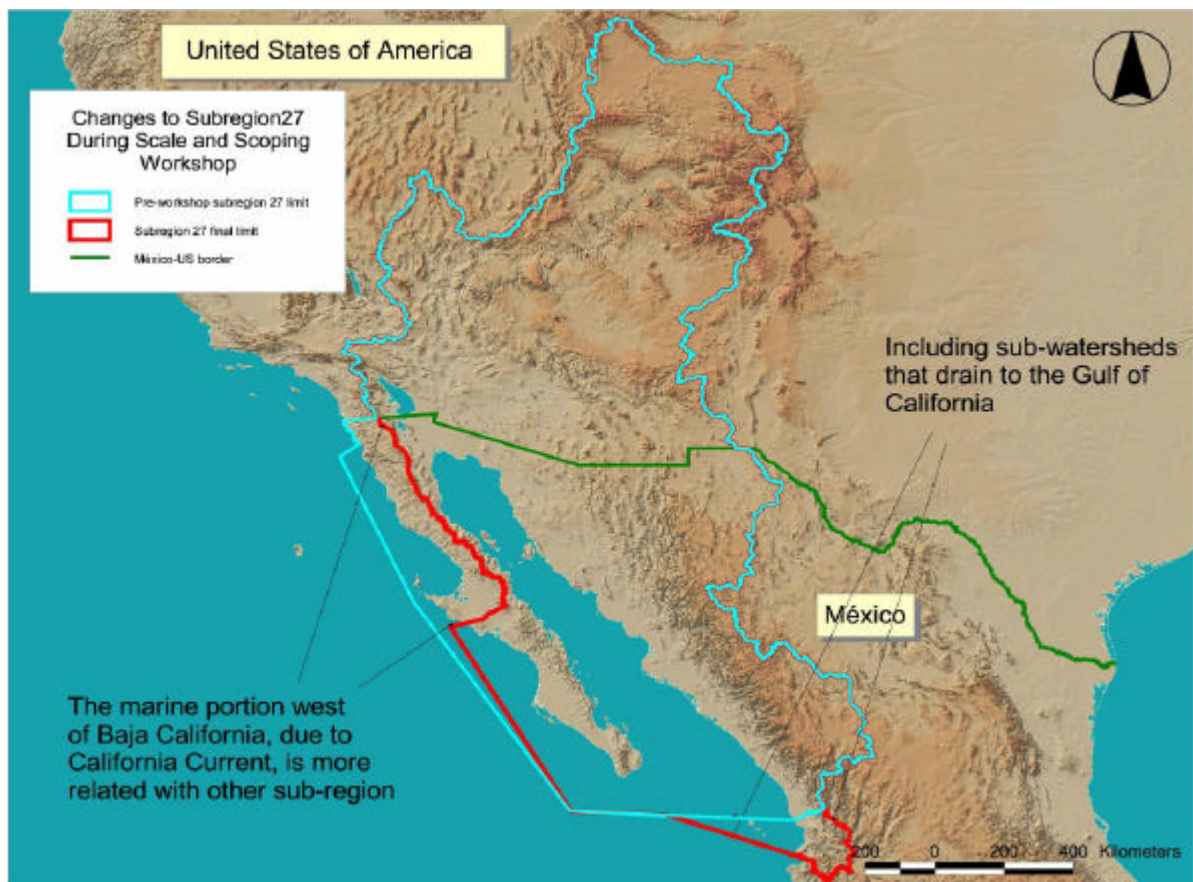 United States of America
Changes to Subregion27
During Scale and Scoping
Workshop
Pre-workshop subregion 27 limit
Subregion 27 final limit
México-US border
Including sub-watersheds
that drain to the Gulf of
California
México
The marine portion west
of Baja California, due to
California Current, is more
related with other sub-region
200 0 200 400 Kilometers